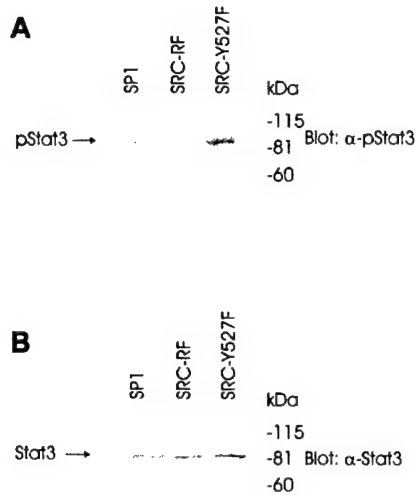 A
SP1
SRC-RF
SRC-Y527F
kDa
-115
pStat3 → -81 Blot: α-pStat3
-60
B
SP1
SRC-RF
SRC-Y527F
kDa
-115
Stat3 → -81 Blot: α-Stat3
-60